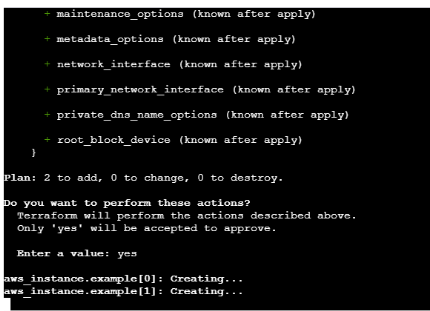 + maintenance_options (known after apply)
+ metadata_options (known after apply)
+ network_interface (known after apply)
+ primary_network_interface (known after apply)
+ private_dns_name_options (known after apply)
+ root_block_device (known after apply)
}
Plan: 2 to add, 0 to change, 0 to destroy.
Do you want to perform these actions?
Terraform will perform the actions described above.
Only 'yes' will be accepted to approve.
Enter a value: yes
aws_instance.example[0]: Creating...
aws_instance.example[1]: Creating...